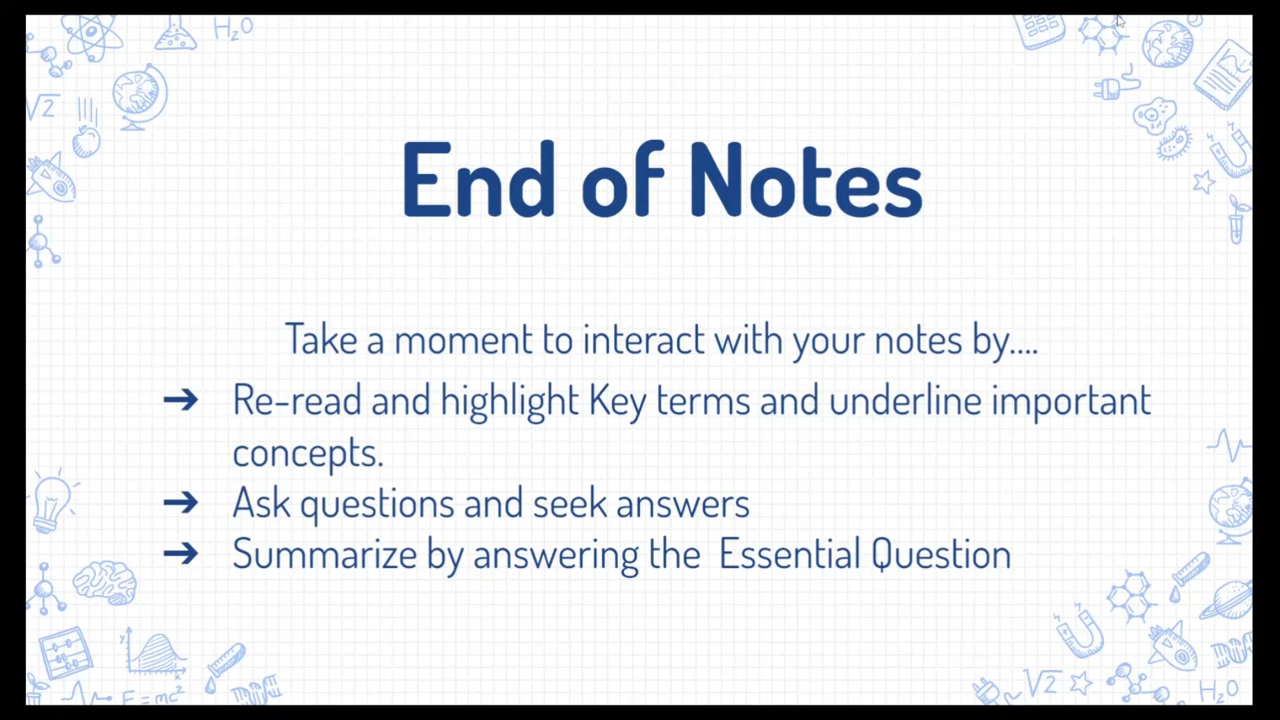 H₂O
√2
End of Notes
Take a moment to interact with your notes by....
➔ Re-read and highlight Key terms and underline important
concepts.
➔ Ask questions and seek answers
➔ Summarize by answering the  Essential Question
y
x
E=mc²
√2
H₂O